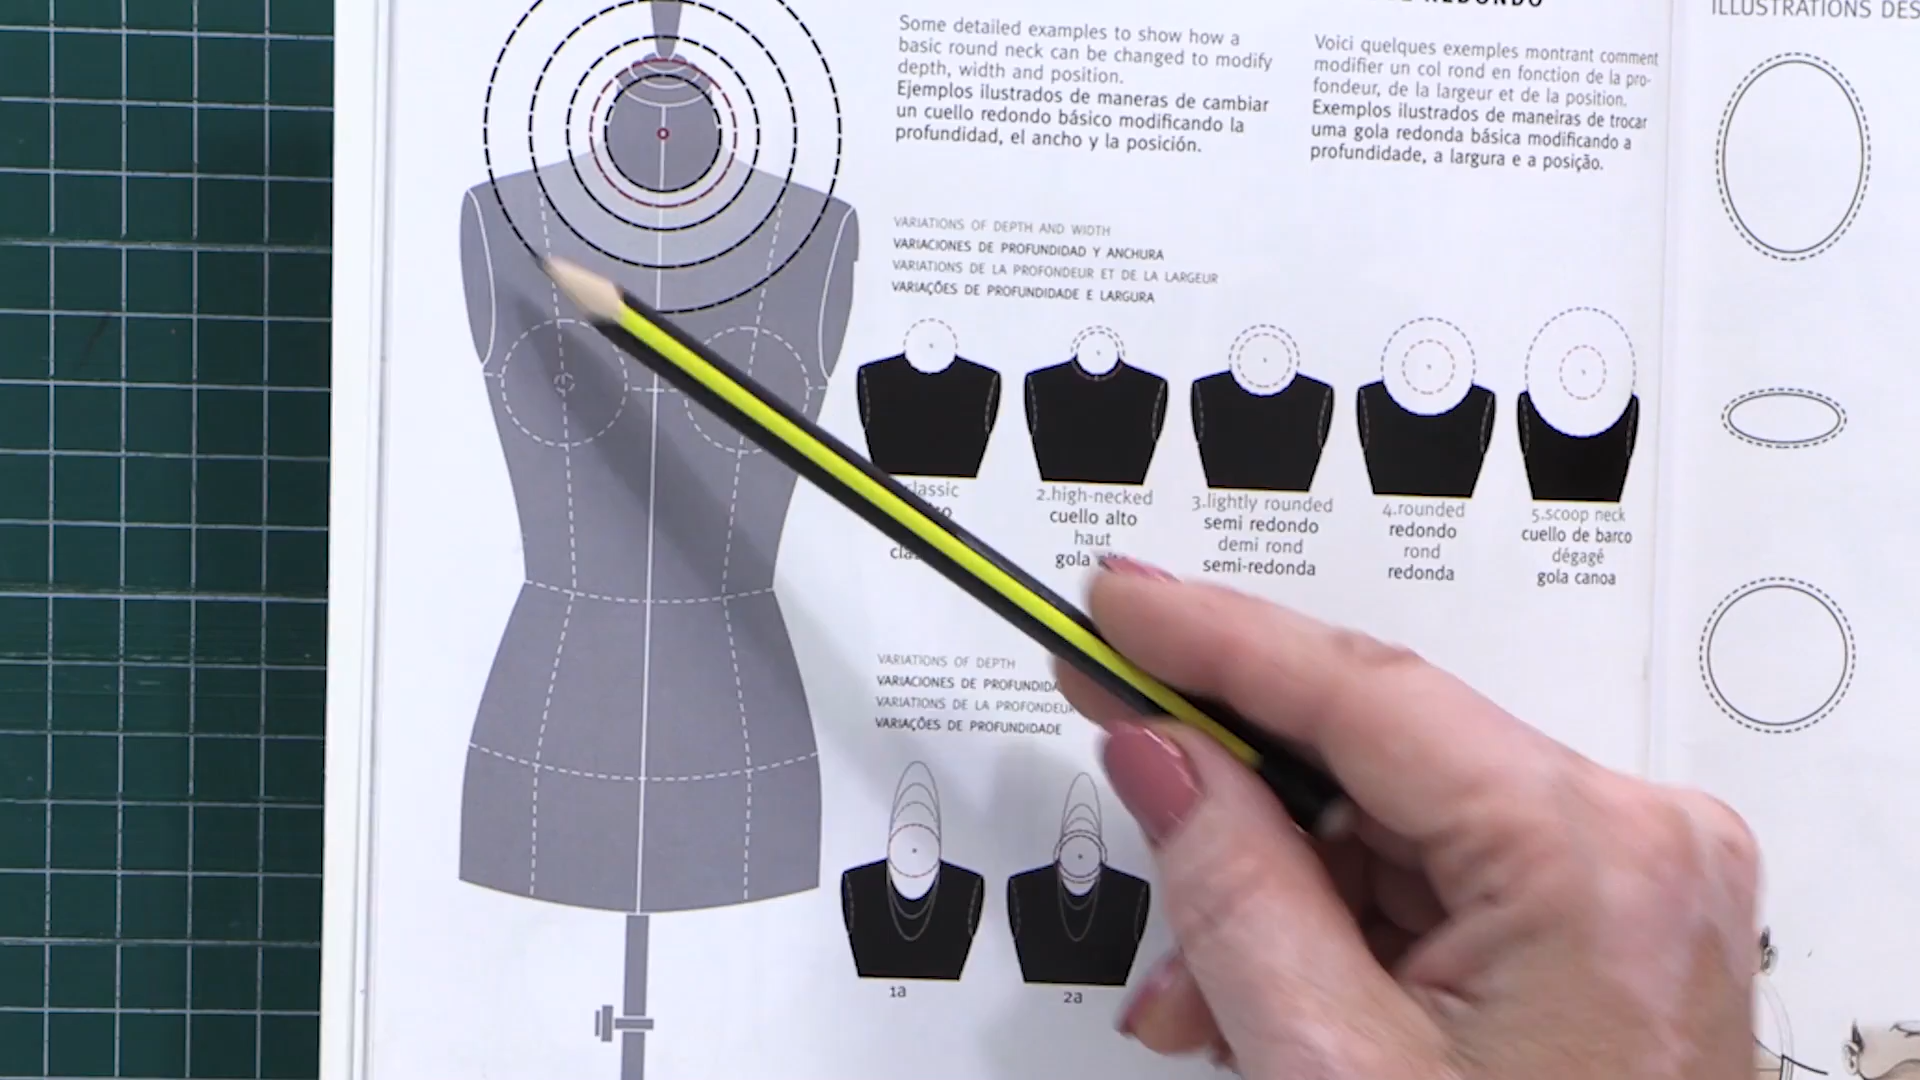 REDONDO
ILLUSTRATIONS DES
Some detailed examples to show how a
basic round neck can be changed to modify
depth, width and position.
Ejemplos ilustrados de maneras de cambiar
un cuello redondo básico modificando la
profundidad, el ancho y la posición.
Voici quelques exemples montrant comment
modifier un col rond en fonction de la pro-
fondeur, de la largeur et de la position.
Exemplos ilustrados de maneiras de trocar
uma gola redonda básica modificando a
profundidade, a largura e a posição.
VARIATIONS OF DEPTH AND WIDTH
VARIACIONES DE PROFUNDIDAD Y ANCHURA
VARIATIONS DE LA PROFONDEUR ET DE LA LARGEUR
VARIAÇÕES DE PROFUNDIDADE E LARGURA
classic
2.high-necked
cuello alto
haut
gola
3.lightly rounded
semi redondo
demi rond
semi-redonda
4.rounded
redondo
rond
redonda
5.scoop neck
cuello de barco
dégagé
gola canoa
VARIATIONS OF DEPTH
VARIACIONES DE PROFUNDIDA
VARIATIONS DE LA PROFONDEUR
VARIAÇÕES DE PROFUNDIDADE
1a
2a